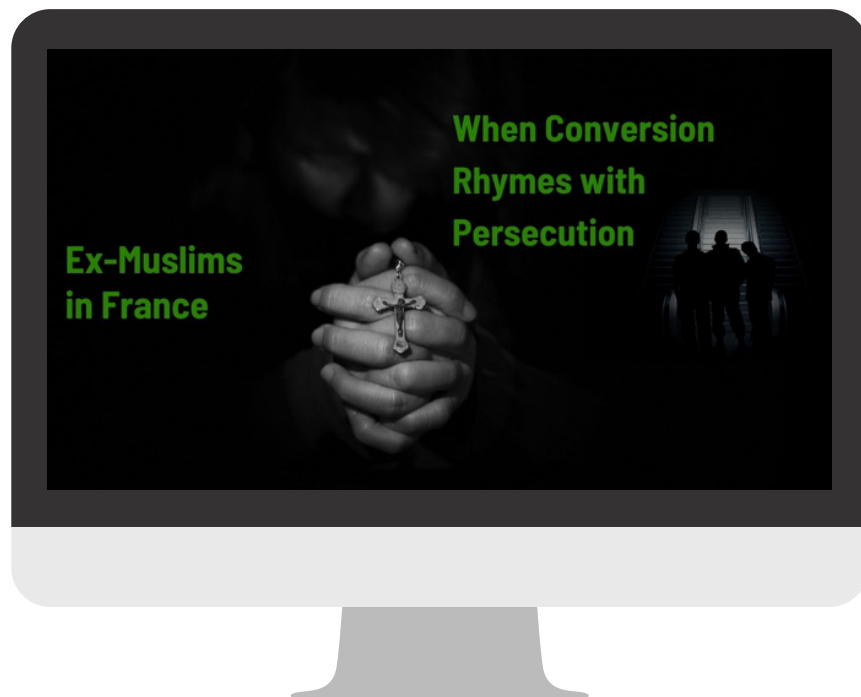 Ex-Muslims
in France
When Conversion
Rhymes with
Persecution